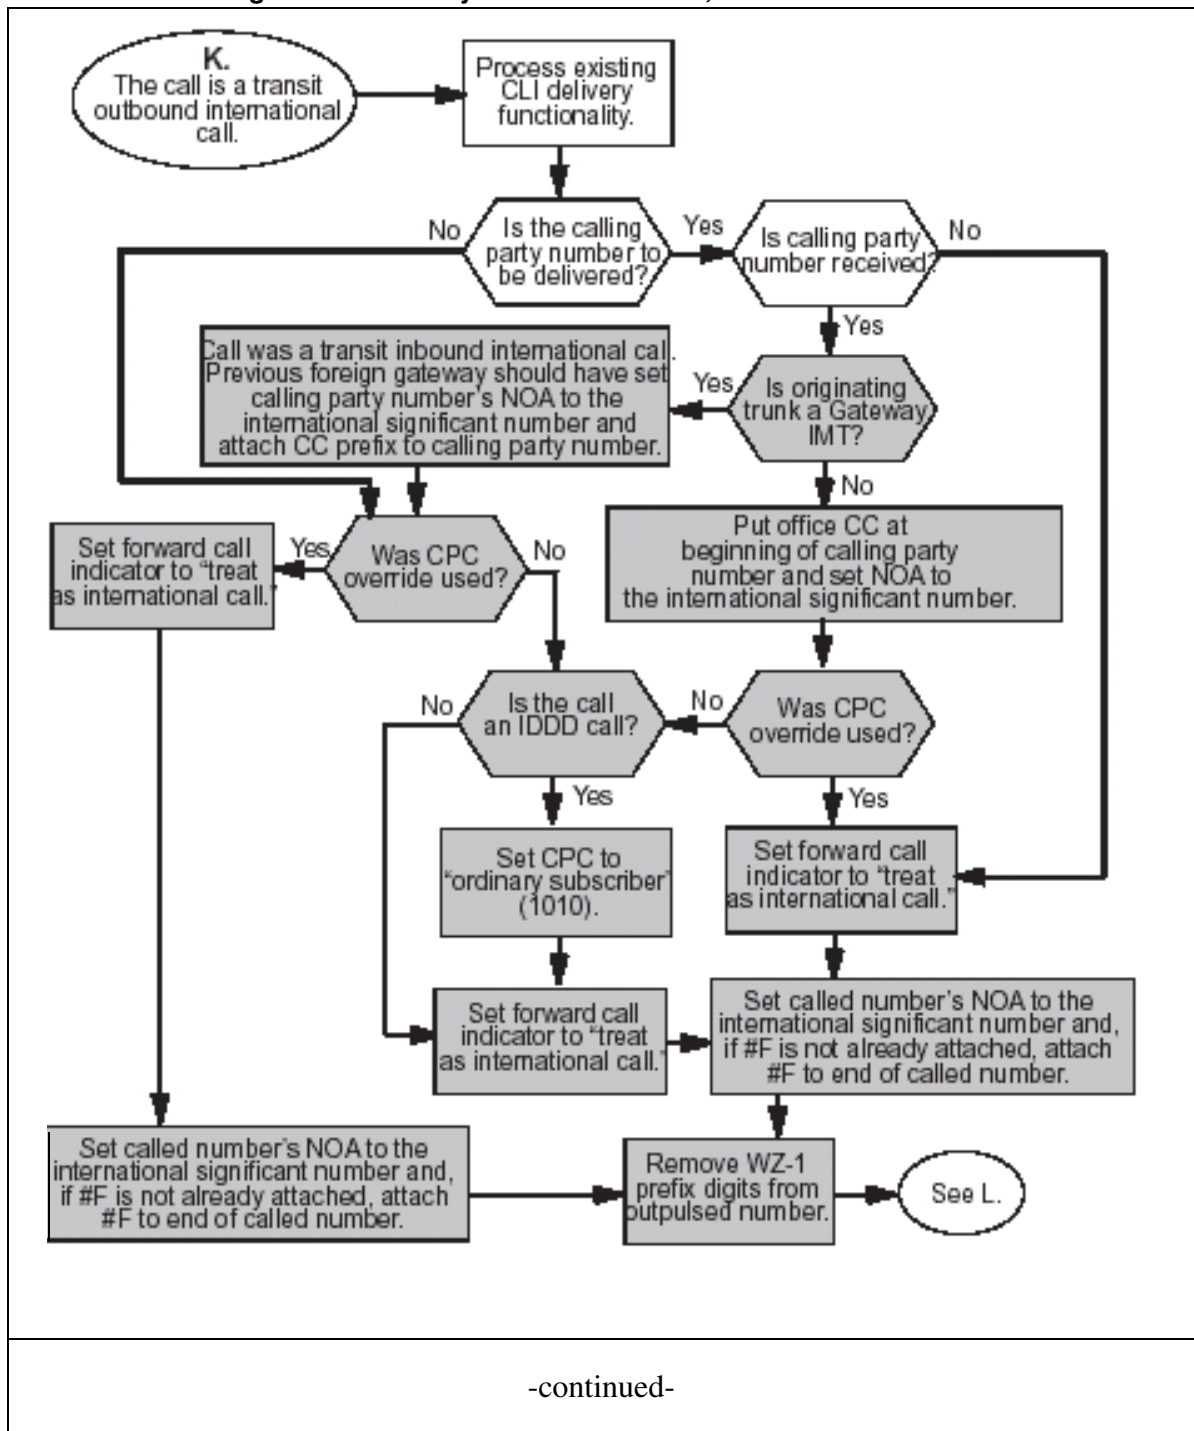 K.
The call is a transit
outbound international
call.
Process existing
CLI delivery
functionality.
No
Is the calling
party number to
be delivered?
Yes
Is calling party
number received?
No
Yes
Call was a transit inbound international call.
Previous foreign gateway should have set
calling party number's NOA to the
international significant number and
attach CC prefix to calling party number.
Yes
Is originating
trunk a Gateway
IMT?
No
Set forward call
indicator to “treat
as international call.”
Yes
Was CPC
override used?
No
Put office CC at
beginning of calling party
number and set NOA to
the international significant number.
No
Is the call
an IDDD call?
No
Was CPC
override used?
Yes
Yes
Set CPC to
“ordinary subscriber”
(1010).
Set forward call
indicator to “treat
as international call.”
Set forward call
indicator to “treat
as international call.”
Set called number's NOA to the
international significant number and,
if #F is not already attached, attach
#F to end of called number.
Set called number's NOA to the
international significant number and,
if #F is not already attached, attach
#F to end of called number.
Remove WZ-1
prefix digits from
outpulsed number.
See L.
-continued-